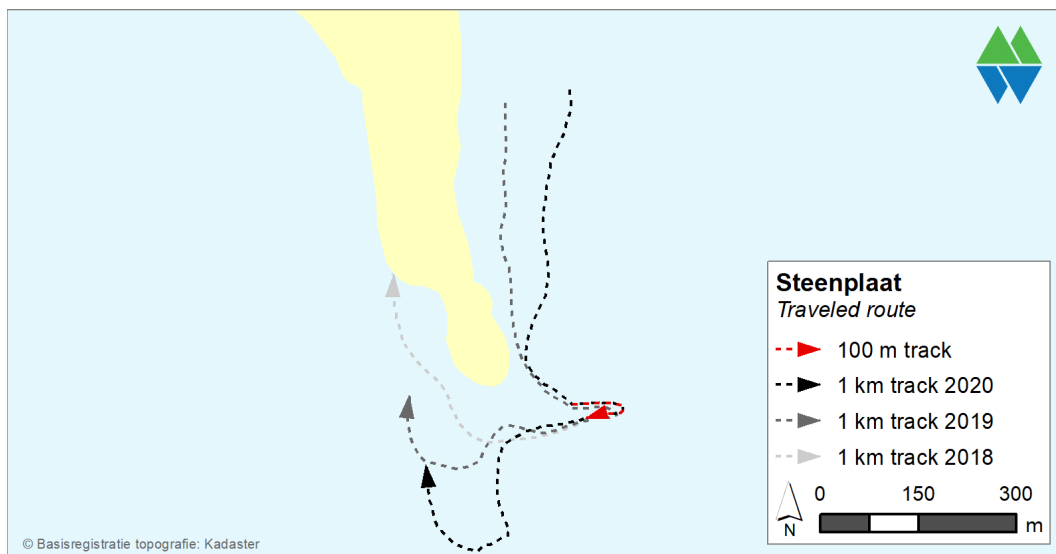 Steenplaat
Traveled route
100 m track
1 km track 2020
1 km track 2019
1 km track 2018
0 150 300
m
N
© Basisregistratie topografie: Kadaster